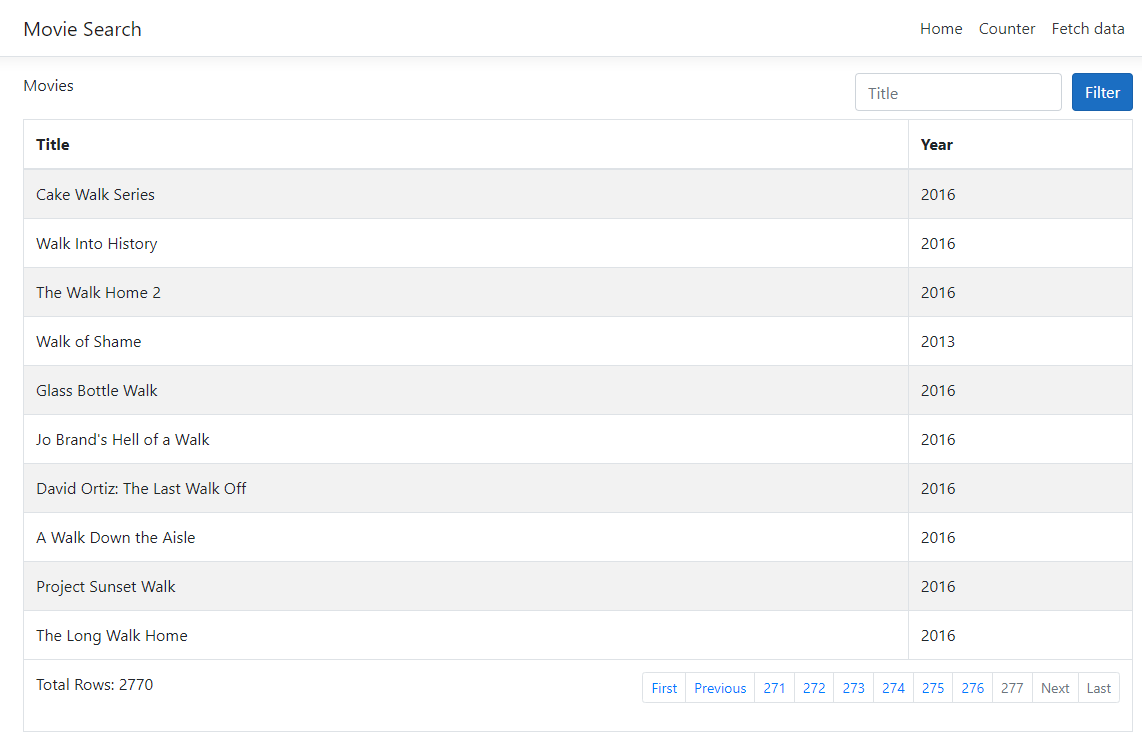 Movie Search Home Counter Fetch data
Movies Title Filter
Title Year
Cake Walk Series 2016
Walk Into History 2016
The Walk Home 2 2016
Walk of Shame 2013
Glass Bottle Walk 2016
Jo Brand's Hell of a Walk 2016
David Ortiz: The Last Walk Off 2016
A Walk Down the Aisle 2016
Project Sunset Walk 2016
The Long Walk Home 2016
Total Rows: 2770 First Previous 271 272 273 274 275 276 277 Next Last